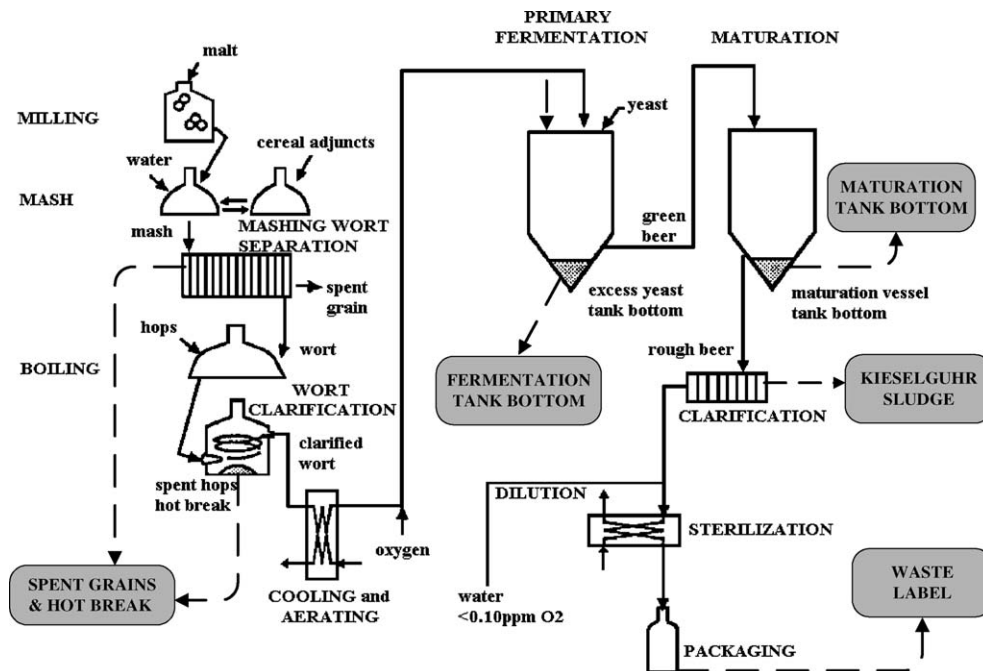 PRIMARY
FERMENTATION
MATURATION
malt
MILLING
yeast
water
cereal adjuncts
MASH
MASHING WORT
SEPARATION
mash
green
beer
MATURATION
TANK BOTTOM
spent
grain
excess yeast
tank bottom
maturation vessel
tank bottom
hops
wort
BOILING
rough beer
FERMENTATION
TANK BOTTOM
KIESELGUHR
SLUDGE
WORT
CLARIFICATION
CLARIFICATION
clarified
wort
spent hops
hot break
DILUTION
STERILIZATION
oxygen
SPENT GRAINS
& HOT BREAK
COOLING and
AERATING
water
<0.10ppm O2
WASTE
LABEL
PACKAGING